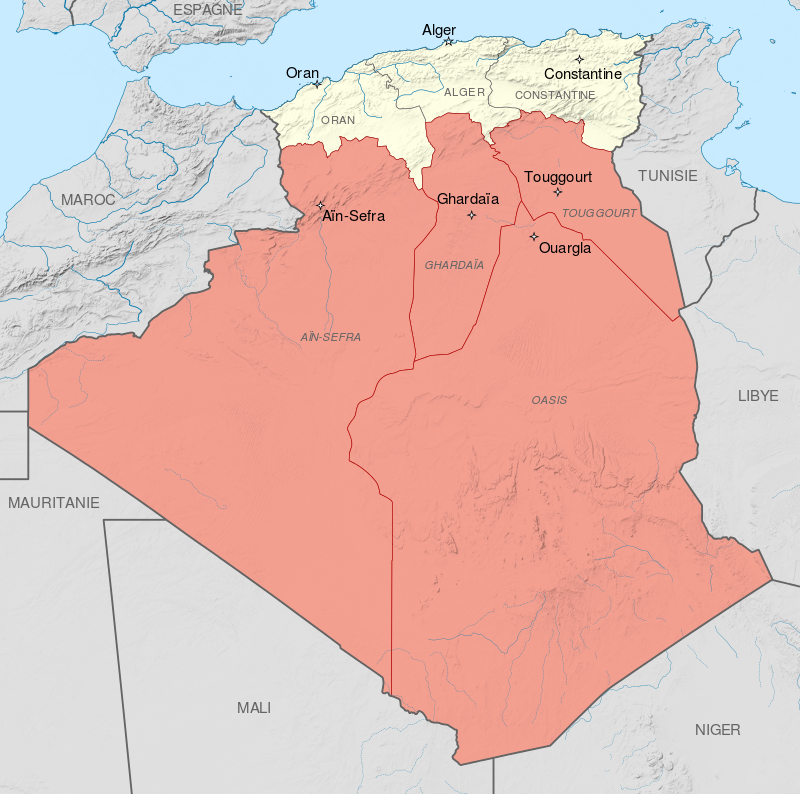 ESPAGNE
Alger
Oran
Constantine
ALGER
CONSTANTINE
ORAN
TUNISIE
Touggourt
MAROC
Ghardaïa
Aïn-Sefra
TOUGGOURT
Ouargla
GHARDAÏA
AÏN-SEFRA
LIBYE
OASIS
MAURITANIE
MALI
NIGER